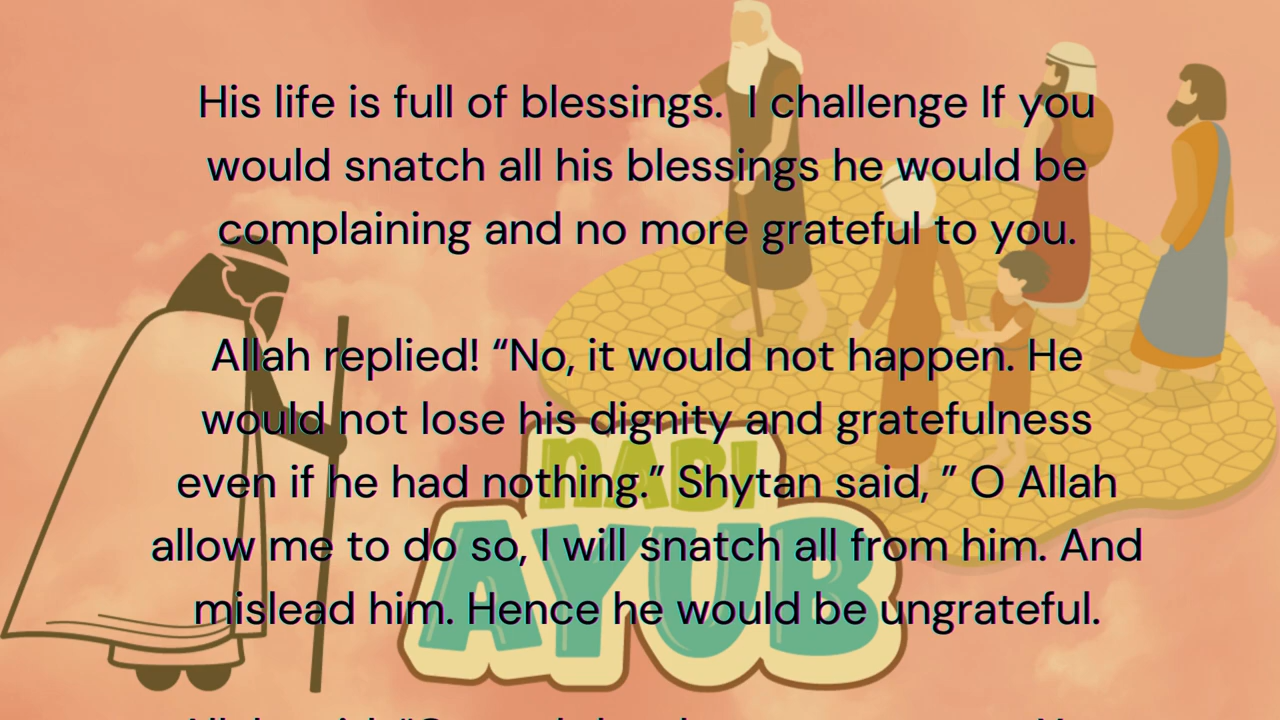 His life is full of blessings.  I challenge If you
would snatch all his blessings he would be
complaining and no more grateful to you.
Allah replied! “No, it would not happen. He
would not lose his dignity and gratefulness
even if he had nothing.”  Shytan said, ” O Allah
allow me to do so, I will snatch all from him. And
mislead him. Hence he would be ungrateful.
NABI
AYUB